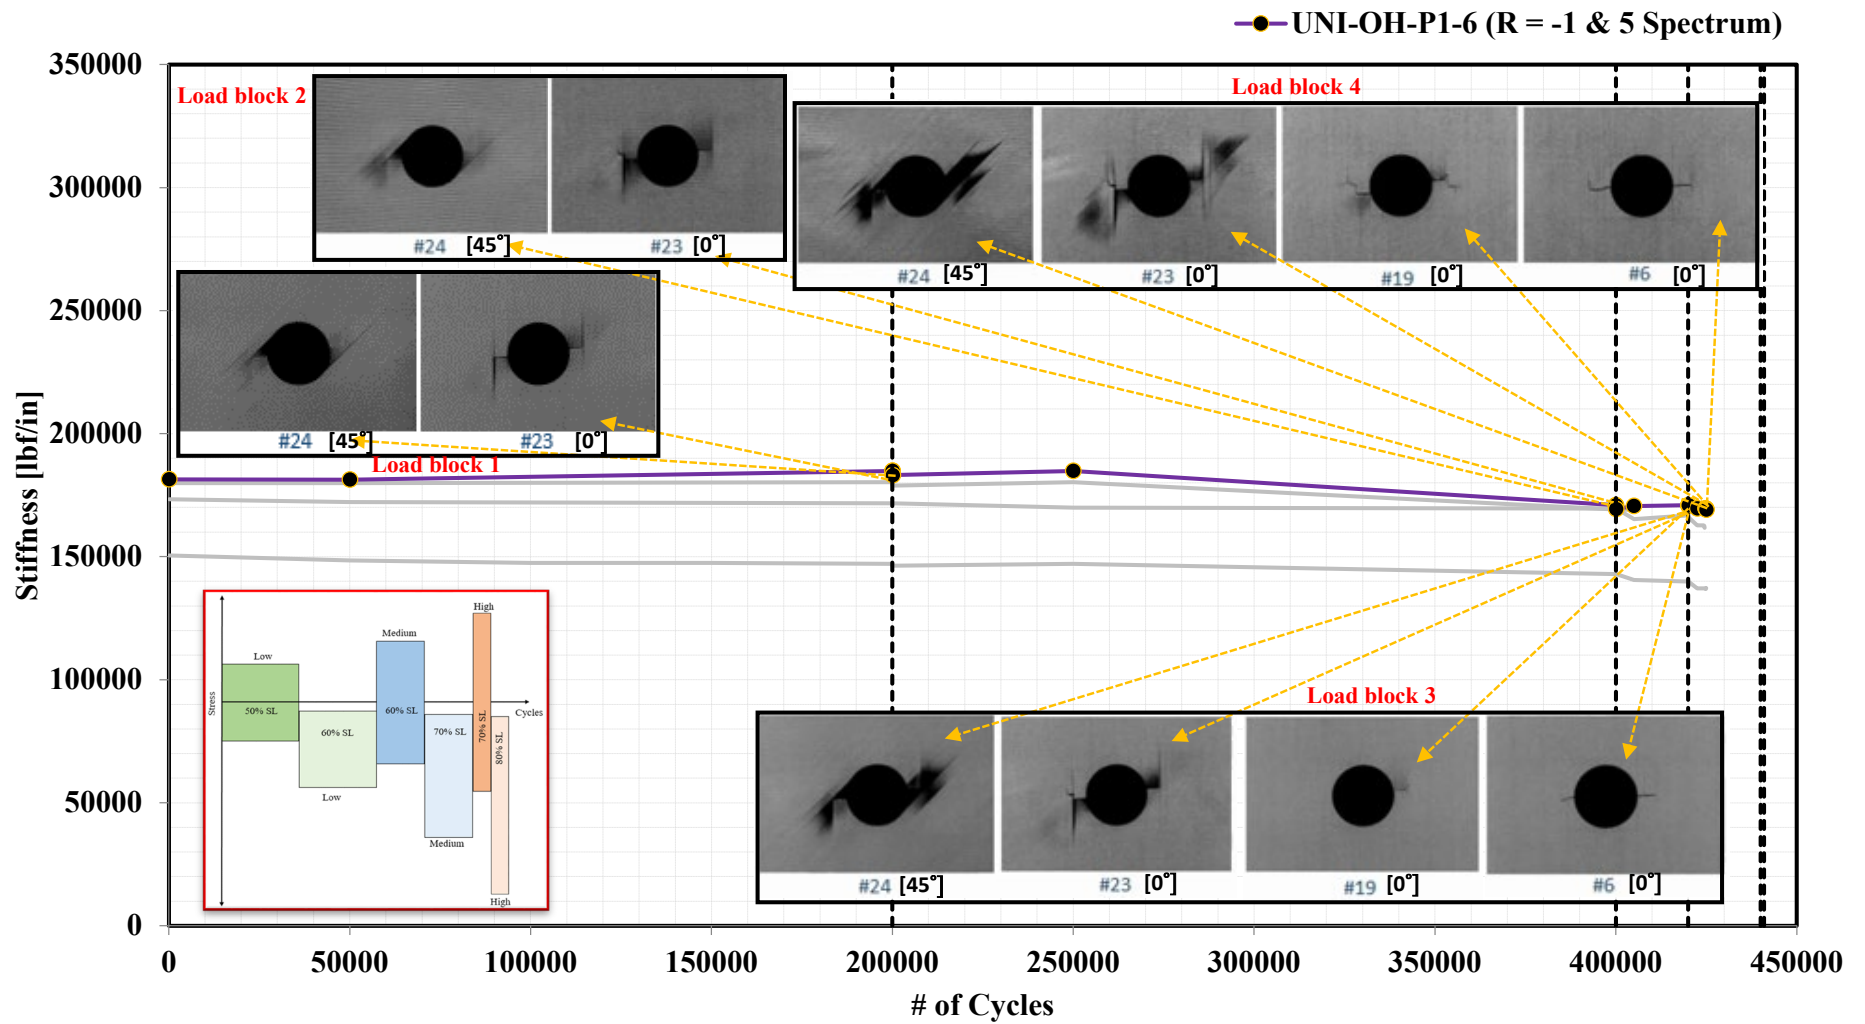 UNI-OH-P1-6 (R = -1 & 5 Spectrum)
350000
300000
250000
200000
150000
100000
50000
0
Stiffness [lbf/in]
Load block 2
#24 [45°]
#23 [0°]
Load block 4
#24 [45°]
#23 [0°]
#19 [0°]
#6 [0°]
#24 [45°]
#23 [0°]
Load block 1
High
Medium
Low
Stress
Cycles
50% SL
60% SL
60% SL
70% SL
70% SL
80% SL
Low
Medium
High
Load block 3
#24 [45°]
#23 [0°]
#19 [0°]
#6 [0°]
0
50000
100000
150000
200000
250000
300000
350000
400000
450000
# of Cycles